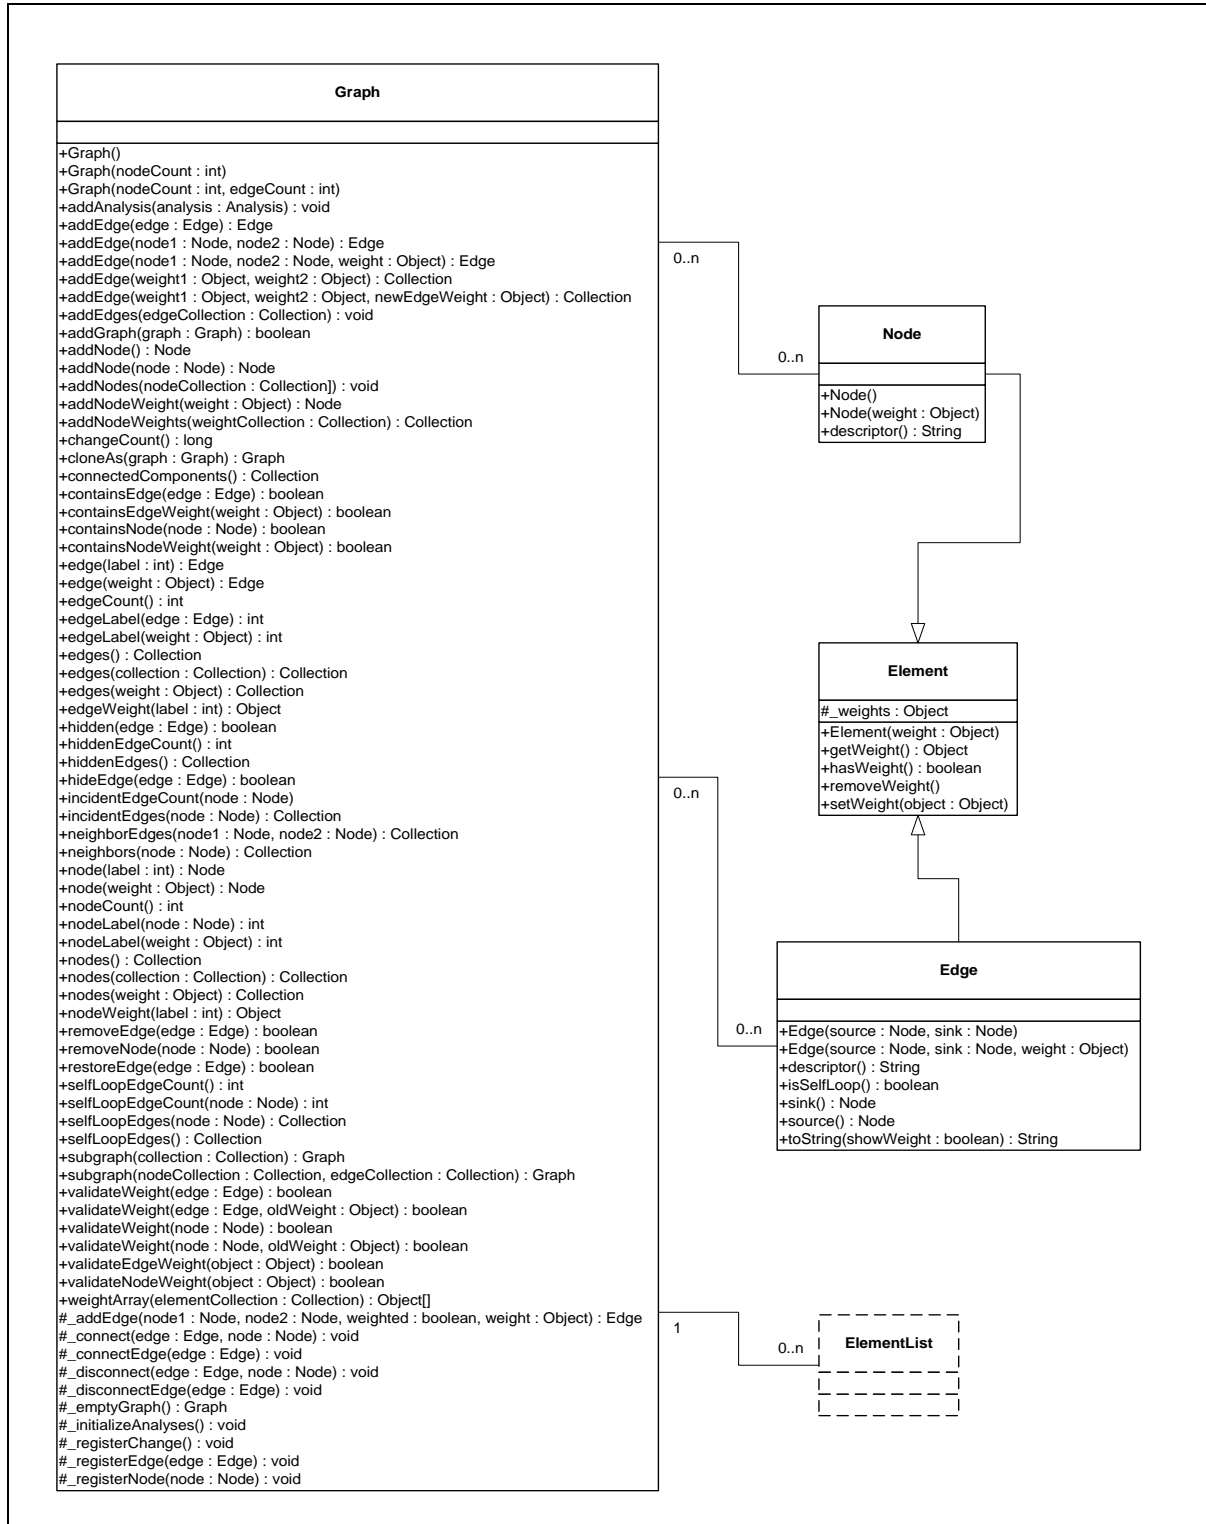 Graph
+Graph()
+Graph(nodeCount : int)
+Graph(nodeCount : int, edgeCount : int)
+addAnalysis(analysis : Analysis) : void
+addEdge(edge : Edge) : Edge
+addEdge(node1 : Node, node2 : Node) : Edge
+addEdge(node1 : Node, node2 : Node, weight : Object) : Edge
+addEdge(weight1 : Object, weight2 : Object) : Collection
+addEdge(weight1 : Object, weight2 : Object, newEdgeWeight : Object) : Collection
+addEdges(edgeCollection : Collection) : void
+addGraph(graph : Graph) : boolean
+addNode() : Node
+addNode(node : Node) : Node
+addNodes(nodeCollection : Collection]) : void
+addNodeWeight(weight : Object) : Node
+addNodeWeights(weightCollection : Collection) : Collection
+changeCount() : long
+cloneAs(graph : Graph) : Graph
+connectedComponents() : Collection
+containsEdge(edge : Edge) : boolean
+containsEdgeWeight(weight : Object) : boolean
+containsNode(node : Node) : boolean
+containsNodeWeight(weight : Object) : boolean
+edge(label : int) : Edge
+edge(weight : Object) : Edge
+edgeCount() : int
+edgeLabel(edge : Edge) : int
+edgeLabel(weight : Object) : int
+edges() : Collection
+edges(collection : Collection) : Collection
+edges(weight : Object) : Collection
+edgeWeight(label : int) : Object
+hidden(edge : Edge) : boolean
+hiddenEdgeCount() : int
+hiddenEdges() : Collection
+hideEdge(edge : Edge) : boolean
+incidentEdgeCount(node : Node)
+incidentEdges(node : Node) : Collection
+neighborEdges(node1 : Node, node2 : Node) : Collection
+neighbors(node : Node) : Collection
+node(label : int) : Node
+node(weight : Object) : Node
+nodeCount() : int
+nodeLabel(node : Node) : int
+nodeLabel(weight : Object) : int
+nodes() : Collection
+nodes(collection : Collection) : Collection
+nodes(weight : Object) : Collection
+nodeWeight(label : int) : Object
+removeEdge(edge : Edge) : boolean
+removeNode(node : Node) : boolean
+restoreEdge(edge : Edge) : boolean
+selfLoopEdgeCount() : int
+selfLoopEdgeCount(node : Node) : int
+selfLoopEdges(node : Node) : Collection
+selfLoopEdges() : Collection
+subgraph(collection : Collection) : Graph
+subgraph(nodeCollection : Collection, edgeCollection : Collection) : Graph
+validateWeight(edge : Edge) : boolean
+validateWeight(edge : Edge, oldWeight : Object) : boolean
+validateWeight(node : Node) : boolean
+validateWeight(node : Node, oldWeight : Object) : boolean
+validateEdgeWeight(object : Object) : boolean
+validateNodeWeight(object : Object) : boolean
+weightArray(elementCollection : Collection) : Object[]
#_addEdge(node1 : Node, node2 : Node, weighted : boolean, weight : Object) : Edge
#_connect(edge : Edge, node : Node) : void
#_connectEdge(edge : Edge) : void
#_disconnect(edge : Edge, node : Node) : void
#_disconnectEdge(edge : Edge) : void
#_emptyGraph() : Graph
#_initializeAnalyses() : void
#_registerChange() : void
#_registerEdge(edge : Edge) : void
#_registerNode(node : Node) : void
0..n
0..n
Node
+Node()
+Node(weight : Object)
+descriptor() : String
Element
#_weights : Object
+Element(weight : Object)
+getWeight() : Object
+hasWeight() : boolean
+removeWeight()
+setWeight(object : Object)
0..n
0..n
Edge
+Edge(source : Node, sink : Node)
+Edge(source : Node, sink : Node, weight : Object)
+descriptor() : String
+isSelfLoop() : boolean
+sink() : Node
+source() : Node
+toString(showWeight : boolean) : String
1
0..n
ElementList